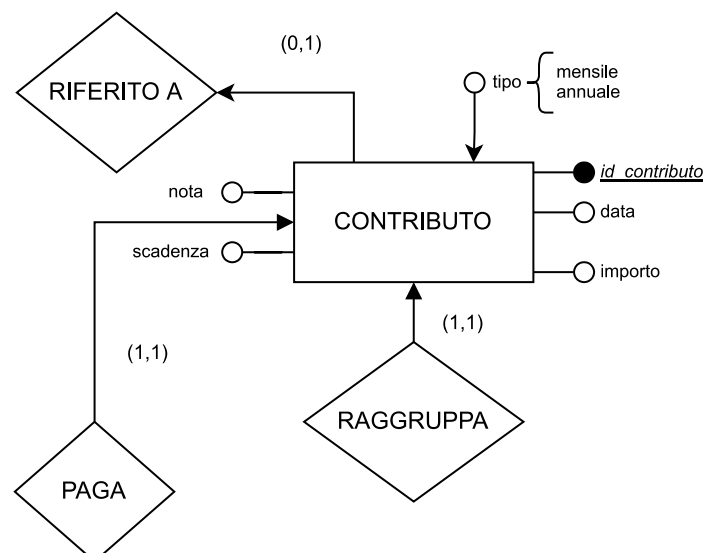 (0,1)
RIFERITO A
tipo
mensile
annuale
nota
id_contributo
CONTRIBUTO
data
scadenza
importo
(1,1)
(1,1)
RAGGRUPPA
PAGA